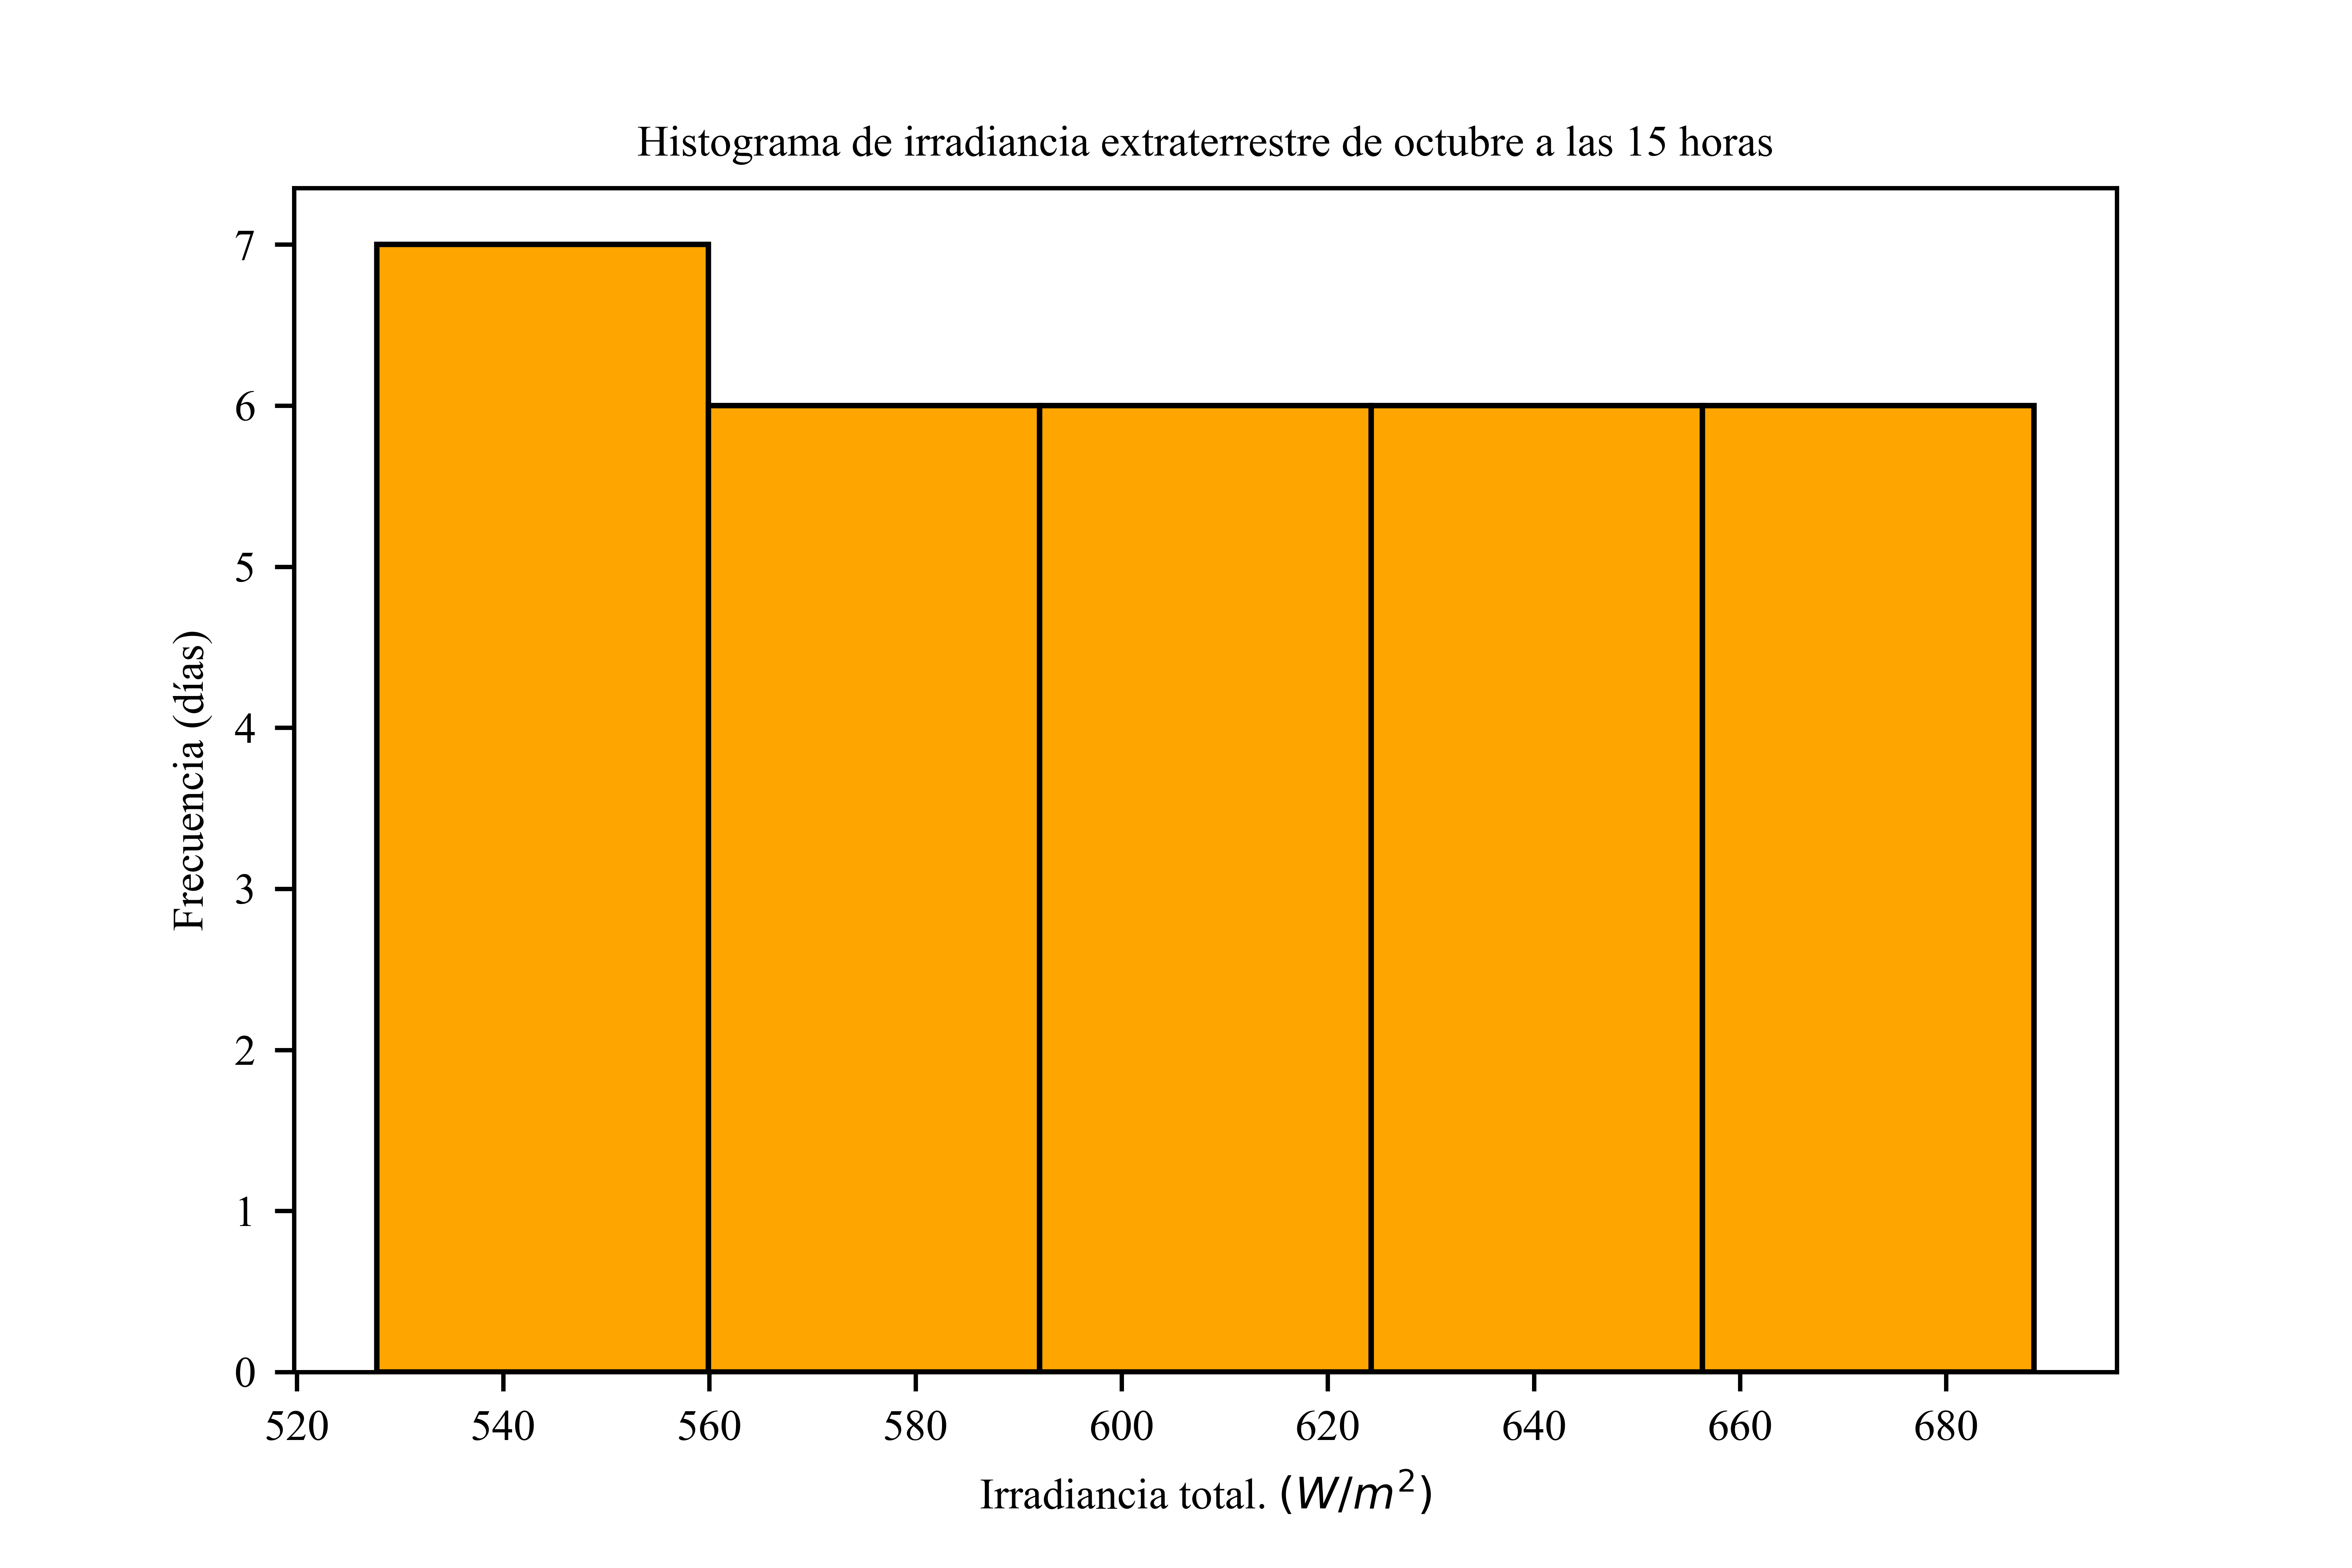 Histograma de irradiancia extraterrestre de octubre a las 15 horas
7
6
5
4
3
2
1
0
Frecuencia (días)
520 540 560 580 600 620 640 660 680
Irradiancia total. (W/m²)